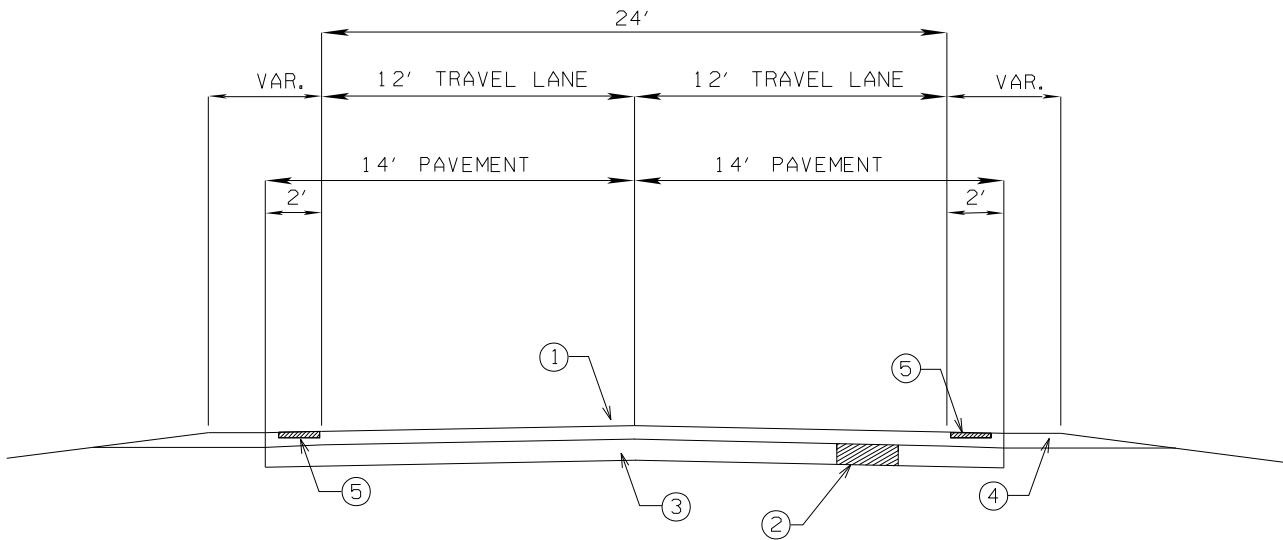 24'
VAR.
12' TRAVEL LANE
12' TRAVEL LANE
VAR.
14' PAVEMENT
14' PAVEMENT
2'
2'
1
5
5
3
2
4